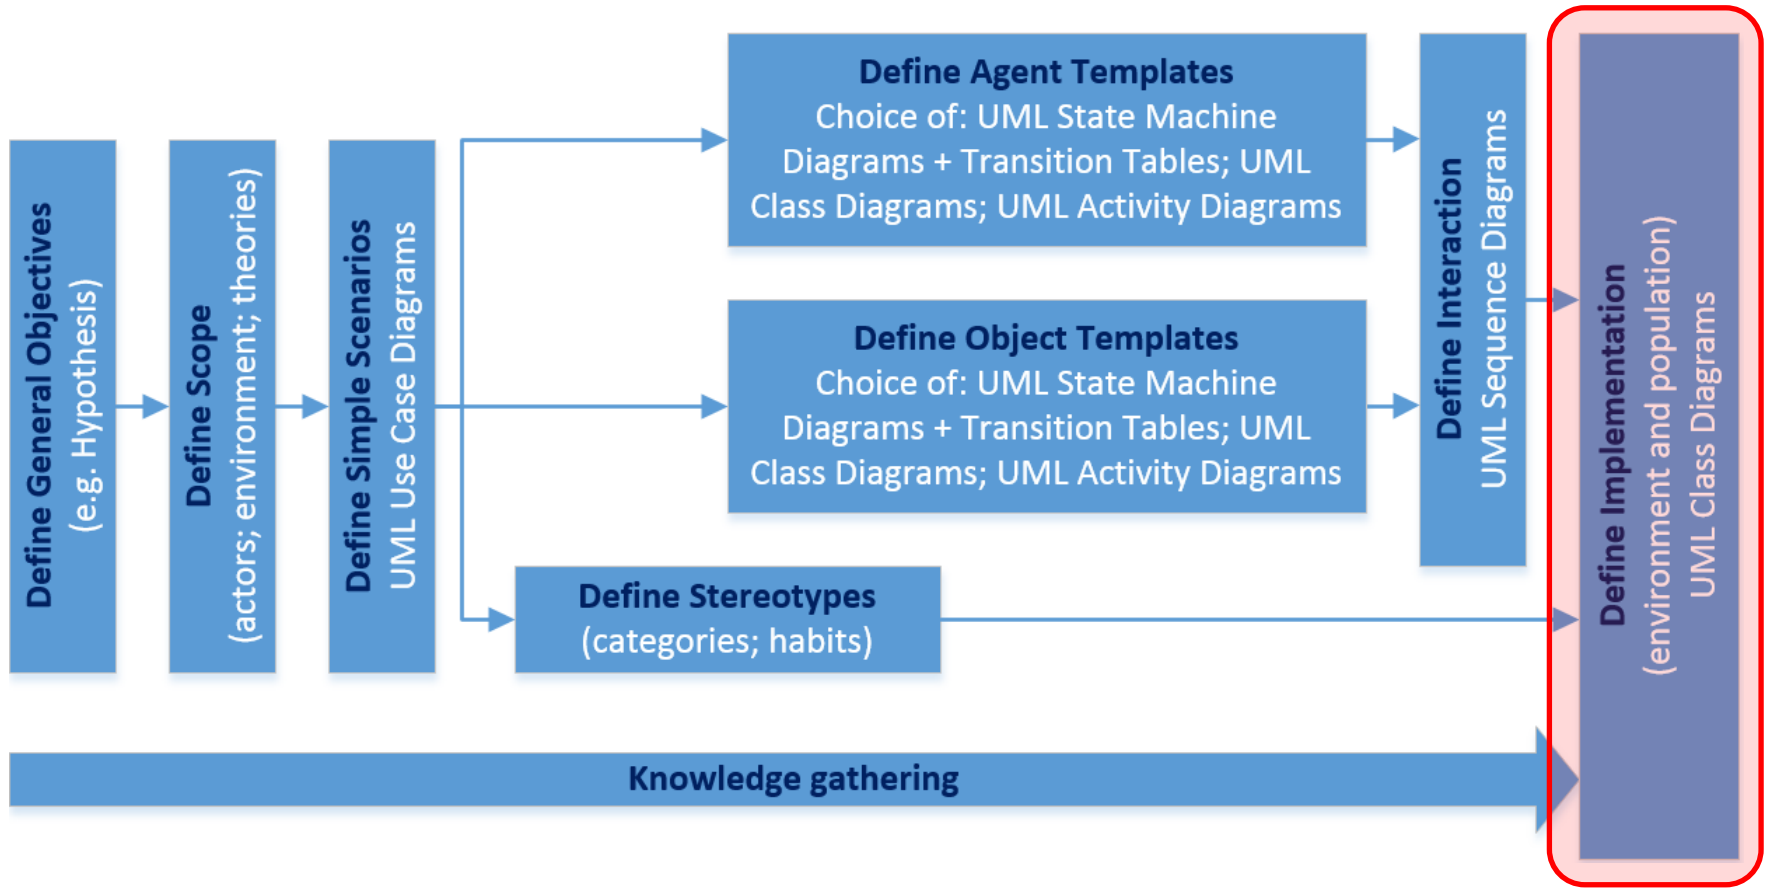 Define General Objectives
(e.g. Hypothesis)
Define Scope
(actors; environment; theories)
Define Simple Scenarios
UML Use Case Diagrams
Define Agent Templates
Choice of: UML State Machine
Diagrams + Transition Tables; UML
Class Diagrams; UML Activity Diagrams
Define Object Templates
Choice of: UML State Machine
Diagrams + Transition Tables; UML
Class Diagrams; UML Activity Diagrams
Define Stereotypes
(categories; habits)
Define Interaction
UML Sequence Diagrams
Define Implementation
(environment and population)
UML Class Diagrams
Knowledge gathering